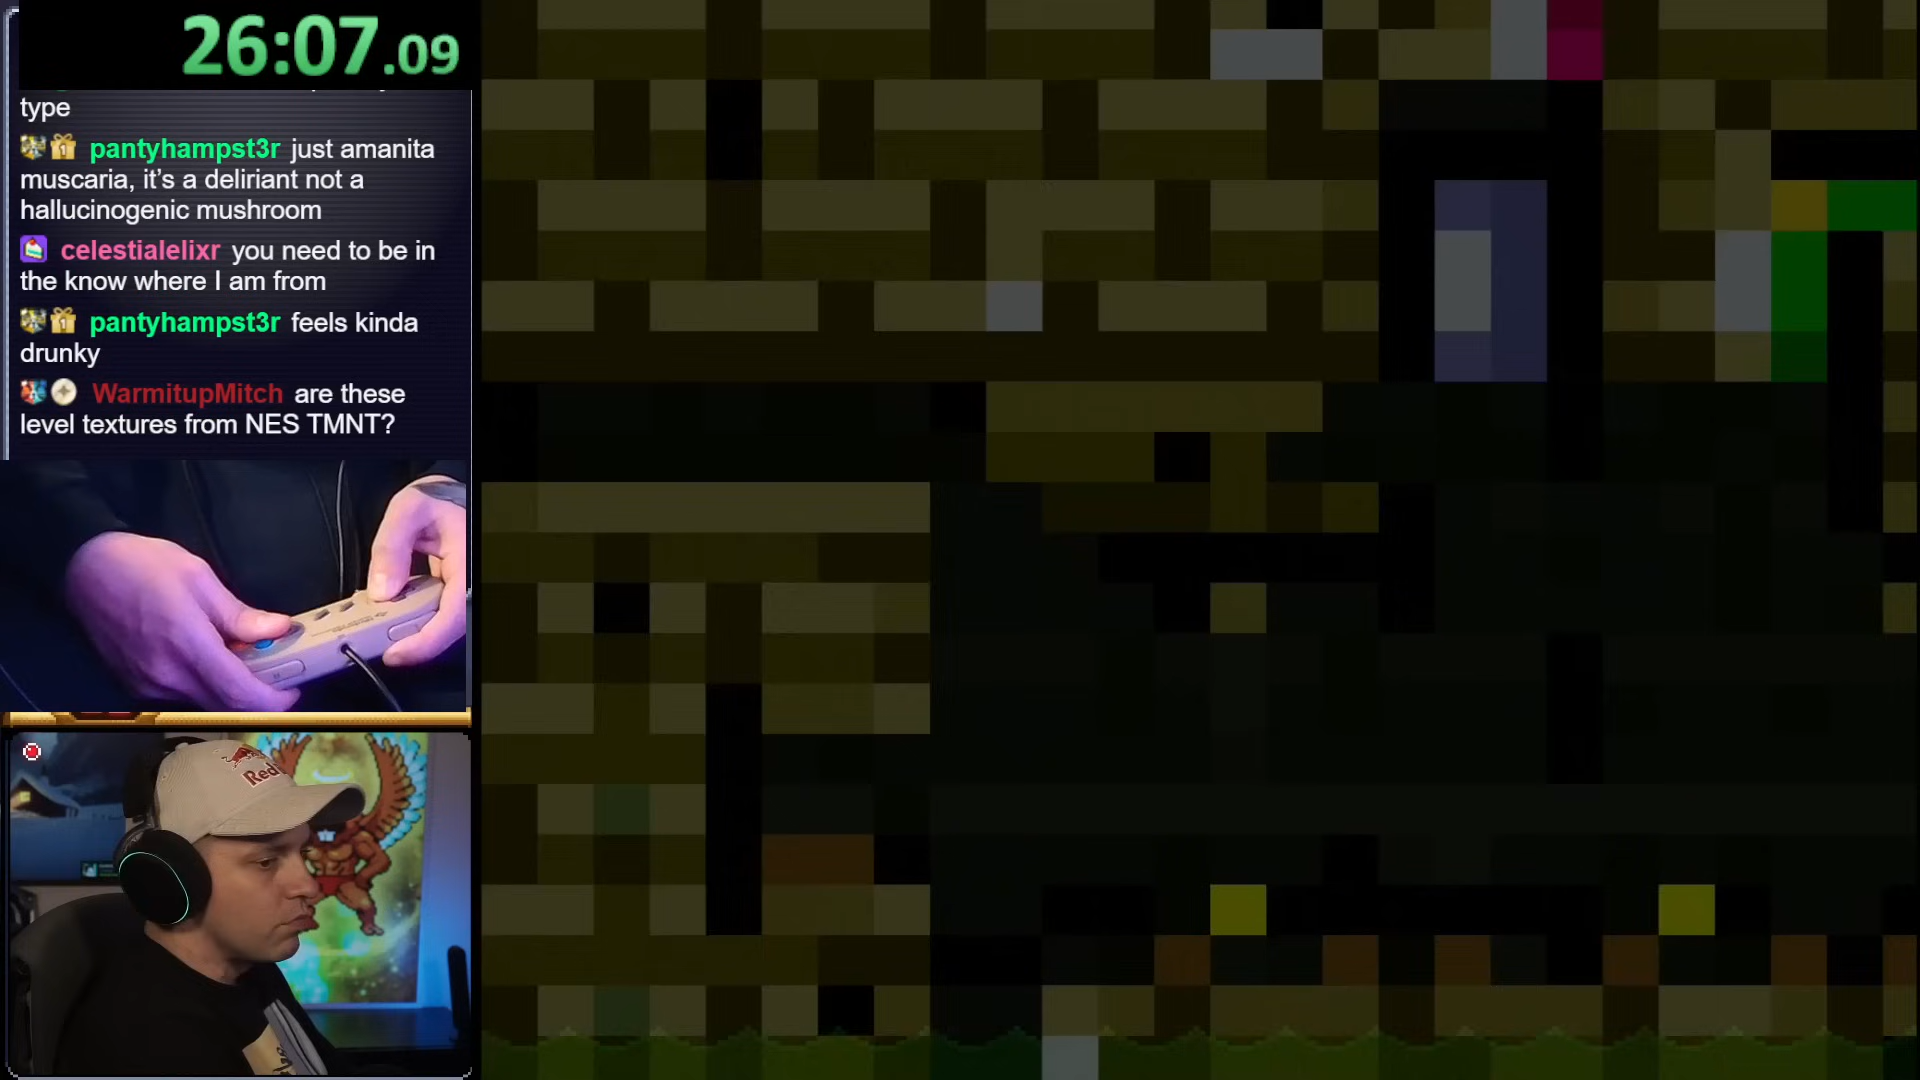 26:07.09
type
pantyhampst3r just amanita
muscaria, it’s a deliriant not a
hallucinogenic mushroom
celestialelixr you need to be in
the know where I am from
pantyhampst3r feels kinda
drunky
WarmitupMitch are these
level textures from NES TMNT?
Red